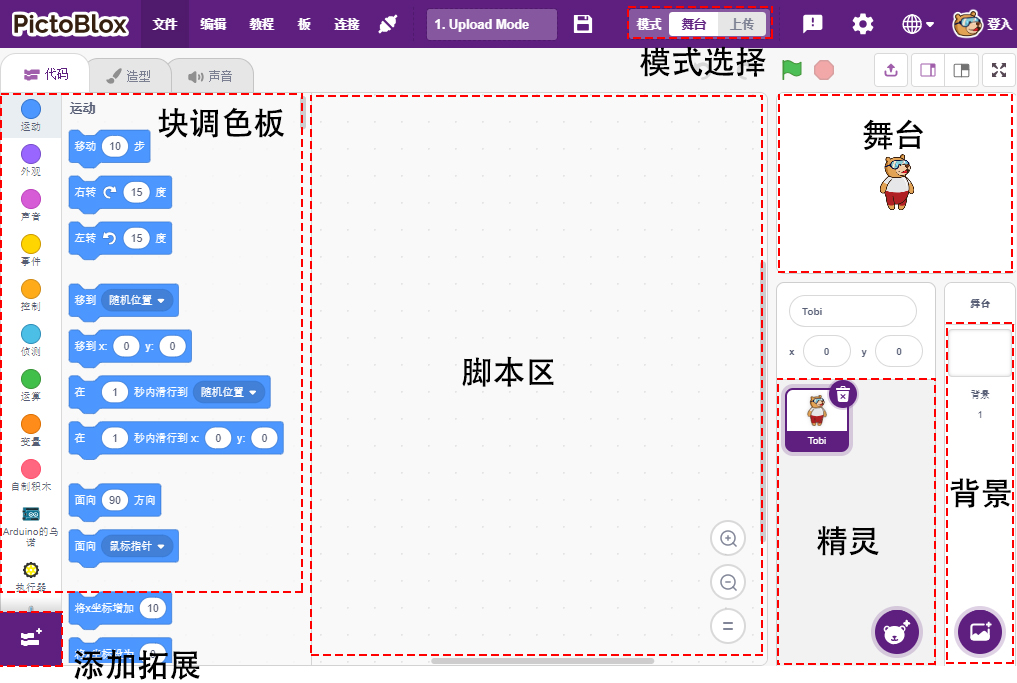 PictoBlox 文件 编辑 教程 板 连接 1. Upload Mode 模式 舞台 上传 登入
模式选择
代码 造型 声音
运动
块调色板
舞台
运动
外观
声音
事件
控制
侦测
运算
变量
自制积木
Arduino的乌
诺
执行器
移动 10 步
右转 15 度
左转 15 度
移到 随机位置
移到 x: 0 y: 0
在 1 秒内滑行到 随机位置
在 1 秒内滑行到 x: 0 y: 0
面向 90 方向
面向 鼠标指针
将x坐标增加 10
脚本区
Tobi
x 0 y 0
Tobi
精灵
舞台
背景
1
背景
添加拓展